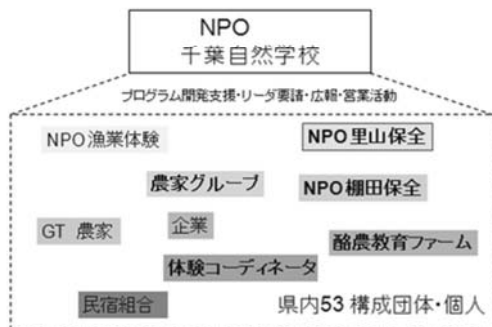 NPO
千葉自然学校
プログラム開発支援・リーダ要請・広報・営業活動
NPO漁業体験
NPO里山保全
農家グループ
NPO棚田保全
GT 農家
企業
酪農教育ファーム
体験コーディネータ
民宿組合
県内53 構成団体・個人